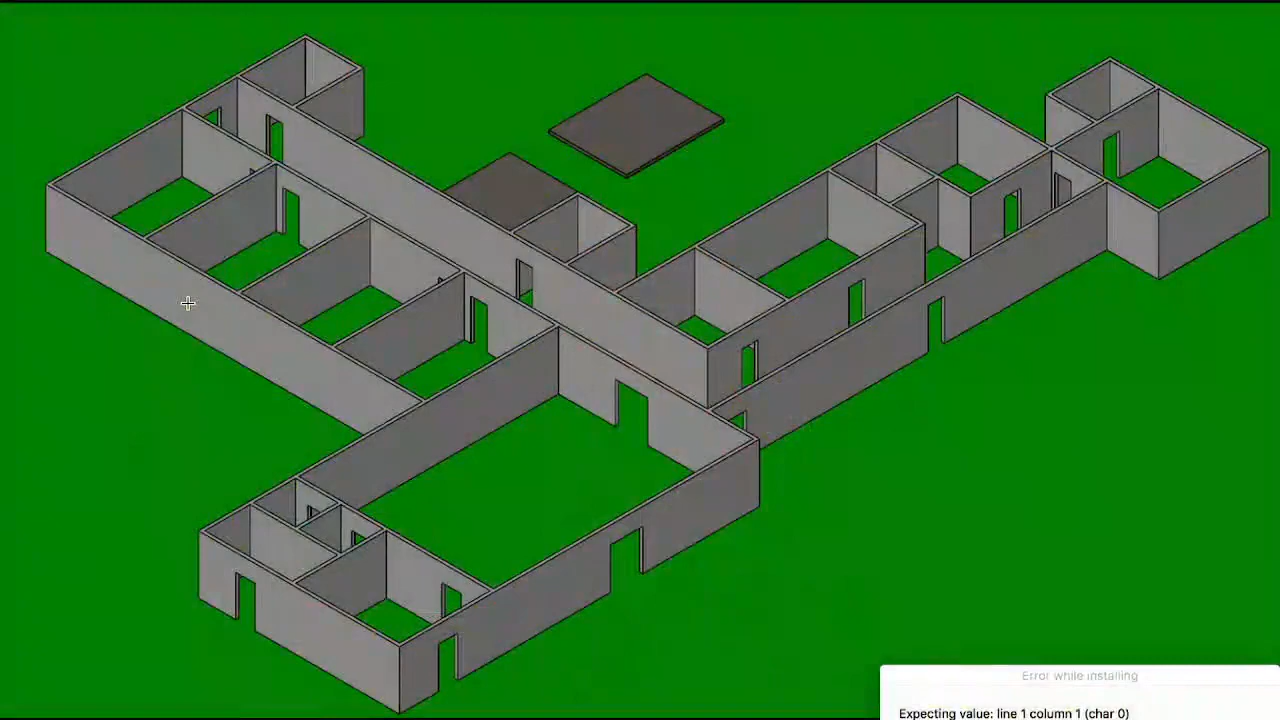 Error while installing
Expecting value: line 1 column 1 (char 0)